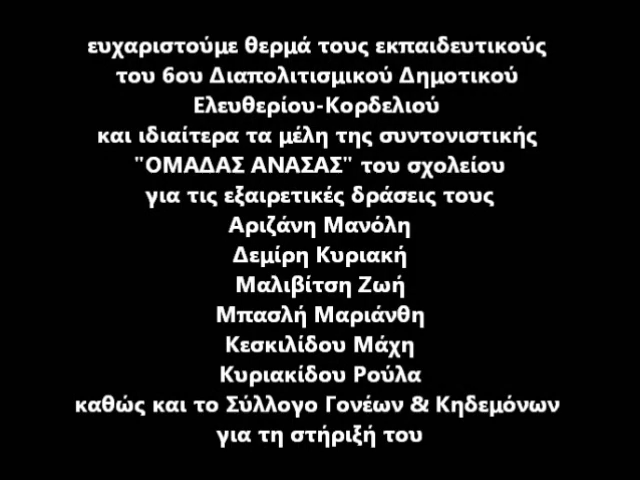 ευχαριστούμε θερμά τους εκπαιδευτικούς
του 6ου Διαπολιτισμικού Δημοτικού
Ελευθερίου-Κορδελιού
και ιδιαίτερα τα μέλη της συντονιστικής
"ΟΜΑΔΑΣ ΑΝΑΣΑΣ" του σχολείου
για τις εξαιρετικές δράσεις τους
Αριζάνη Μανόλη
Δεμίρη Κυριακή
Μαλιβίτση Ζωή
Μπασλή Μαριάνθη
Κεσκιλίδου Μάχη
Κυριακίδου Ρούλα
καθώς και το Σύλλογο Γονέων & Κηδεμόνων
για τη στήριξή του